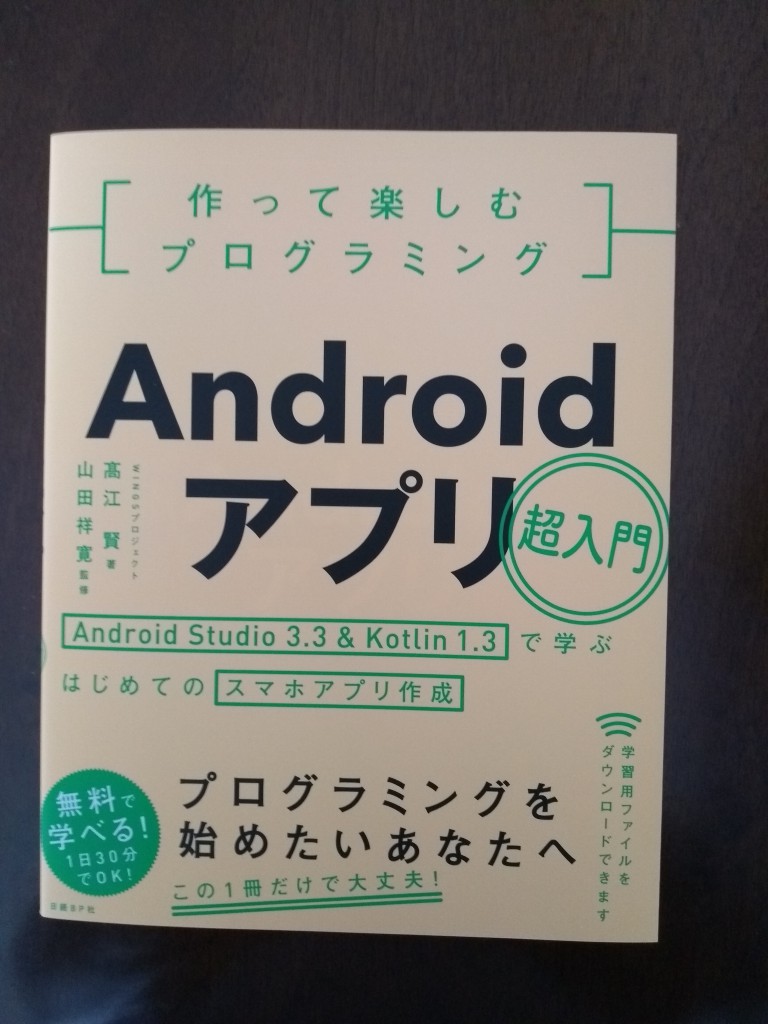 作って楽しむ
プログラミング
Android
アプリ
超入門
WINGSプロジェクト
髙江 賢 著
山田祥寛 監修
Android Studio 3.3 & Kotlin 1.3 で学ぶ
はじめての スマホアプリ作成
学習用ファイルを
ダウンロードできます
無料で
学べる!
1日30分
でOK!
プログラミングを
始めたいあなたへ
この1冊だけで大丈夫!
日経BP社